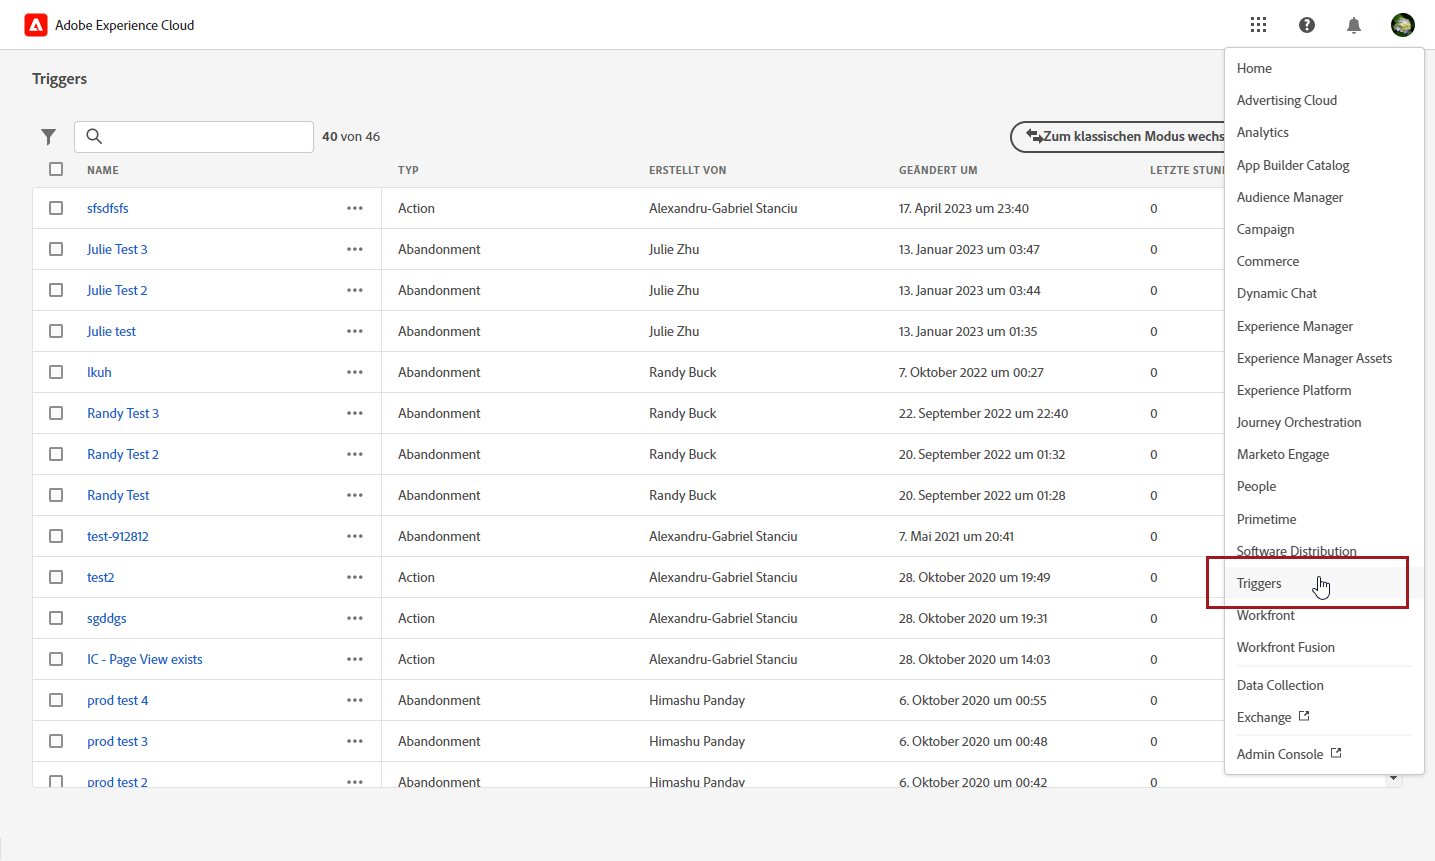 Adobe Experience Cloud
Triggers
40 von 46
Zum klassischen Modus wechs
NAME TYP ERSTELLT VON GEÄNDERT UM LETZTE STUN
sfsdfsfs Action Alexandru-Gabriel Stanciu 17. April 2023 um 23:40 0
Julie Test 3 Abandonment Julie Zhu 13. Januar 2023 um 03:47 0
Julie Test 2 Abandonment Julie Zhu 13. Januar 2023 um 03:44 0
Julie test Abandonment Julie Zhu 13. Januar 2023 um 01:35 0
lkuh Abandonment Randy Buck 7. Oktober 2022 um 00:27 0
Randy Test 3 Abandonment Randy Buck 22. September 2022 um 22:40 0
Randy Test 2 Abandonment Randy Buck 20. September 2022 um 01:32 0
Randy Test Abandonment Randy Buck 20. September 2022 um 01:28 0
test-912812 Abandonment Alexandru-Gabriel Stanciu 7. Mai 2021 um 20:41 0
test2 Action Alexandru-Gabriel Stanciu 28. Oktober 2020 um 19:49 0
sgddgs Action Alexandru-Gabriel Stanciu 28. Oktober 2020 um 19:31 0
IC - Page View exists Action Alexandru-Gabriel Stanciu 28. Oktober 2020 um 14:03 0
prod test 4 Abandonment Himashu Panday 6. Oktober 2020 um 00:55 0
prod test 3 Abandonment Himashu Panday 6. Oktober 2020 um 00:48 0
prod test 2 Abandonment Himashu Panday 6. Oktober 2020 um 00:42 0
Home
Advertising Cloud
Analytics
App Builder Catalog
Audience Manager
Campaign
Commerce
Dynamic Chat
Experience Manager
Experience Manager Assets
Experience Platform
Journey Orchestration
Marketo Engage
People
Primetime
Software Distribution
Triggers
Workfront
Workfront Fusion
Data Collection
Exchange
Admin Console